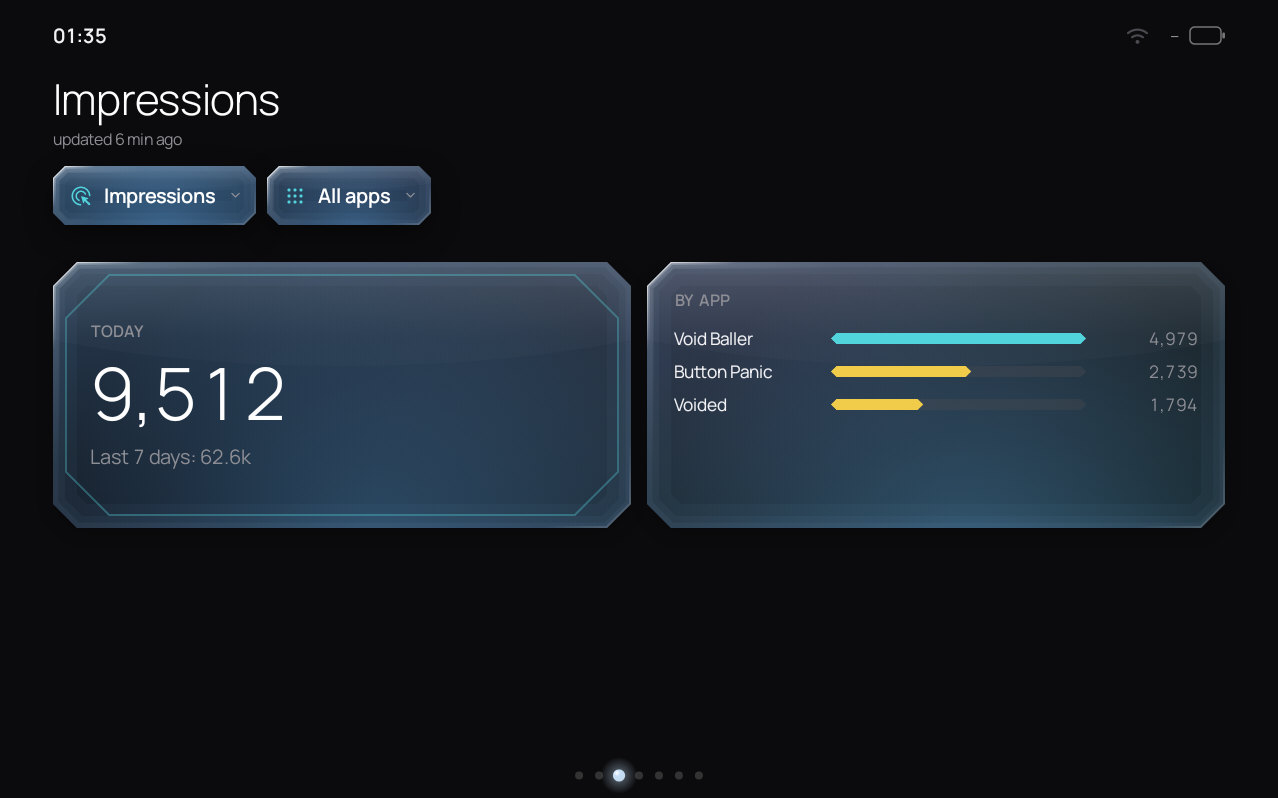 01:35
–
Impressions
updated 6 min ago
Impressions
All apps
TODAY
9,512
Last 7 days: 62.6k
BY APP
Void Baller 4,979
Button Panic 2,739
Voided 1,794